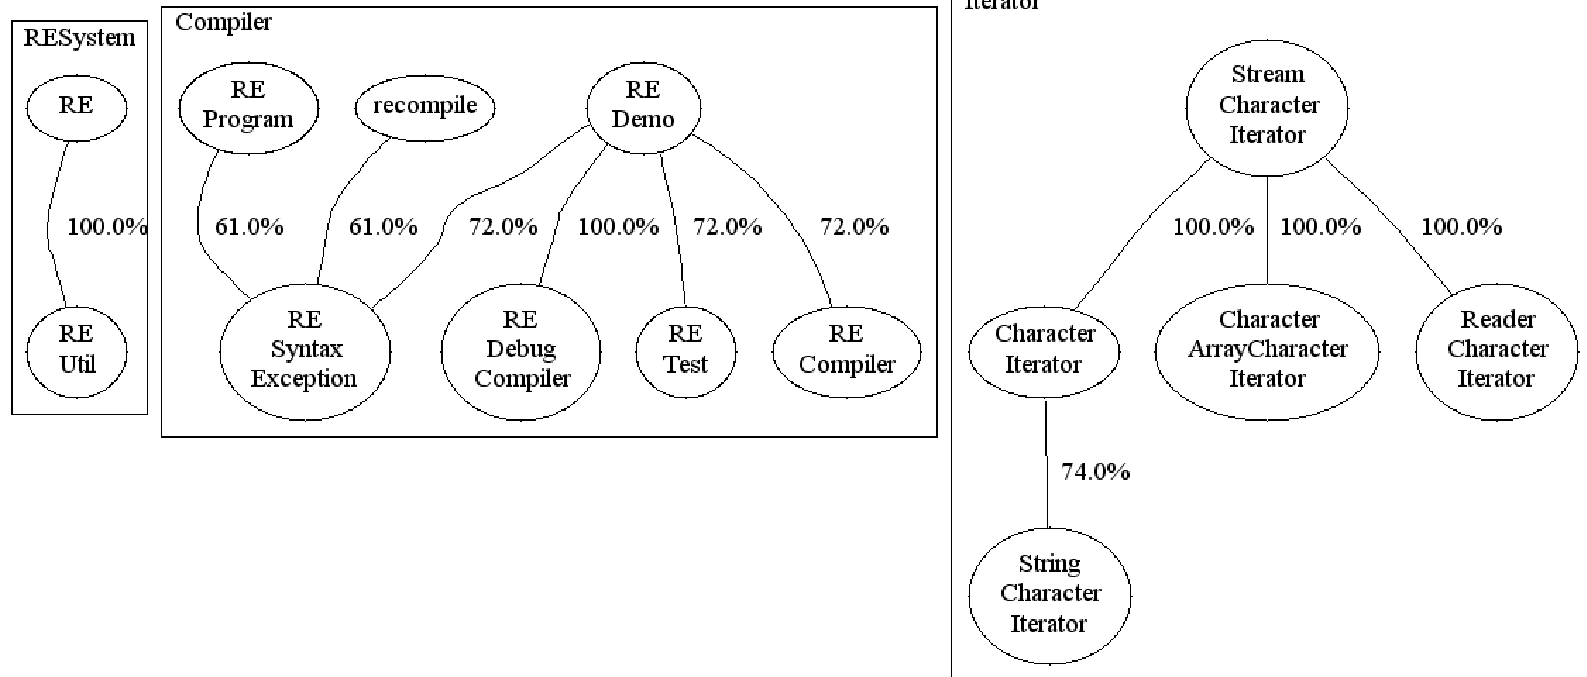 RESystem
RE
100.0%
RE
Util
Compiler
RE
Program
recompile
RE
Demo
61.0%
61.0%
72.0%
100.0%
72.0%
72.0%
RE
Syntax
Exception
RE
Debug
Compiler
RE
Test
RE
Compiler
Iterator
Stream
Character
Iterator
100.0%
100.0%
100.0%
Character
Iterator
Character
ArrayCharacter
Iterator
Reader
Character
Iterator
74.0%
String
Character
Iterator